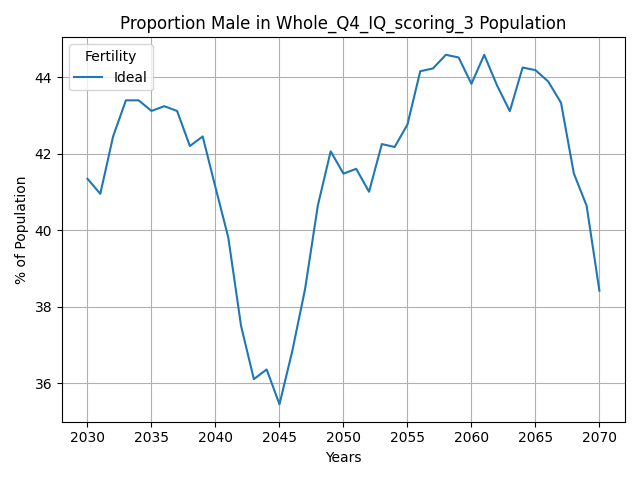 Proportion Male in Whole_Q4_IQ_scoring_3 Population
Fertility
Ideal
% of Population
44
42
40
38
36
2030 2035 2040 2045 2050 2055 2060 2065 2070
Years